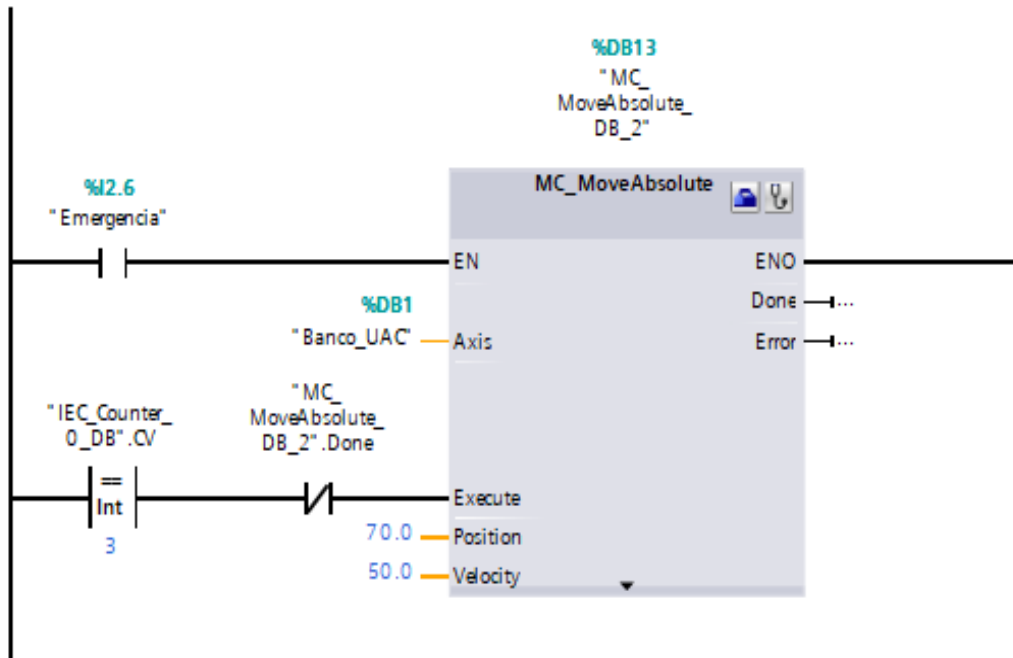 %DB13
"MC_
MoveAbsolute_
DB_2"
MC_MoveAbsolute
%I2.6
"Emergencia"
EN
ENO
Done
...
%DB1
"Banco_UAC"
Axis
Error
...
"IEC_Counter_
0_DB".CV
"MC_
MoveAbsolute_
DB_2".Done
==
Int
3
Execute
70.0
Position
50.0
Velocity